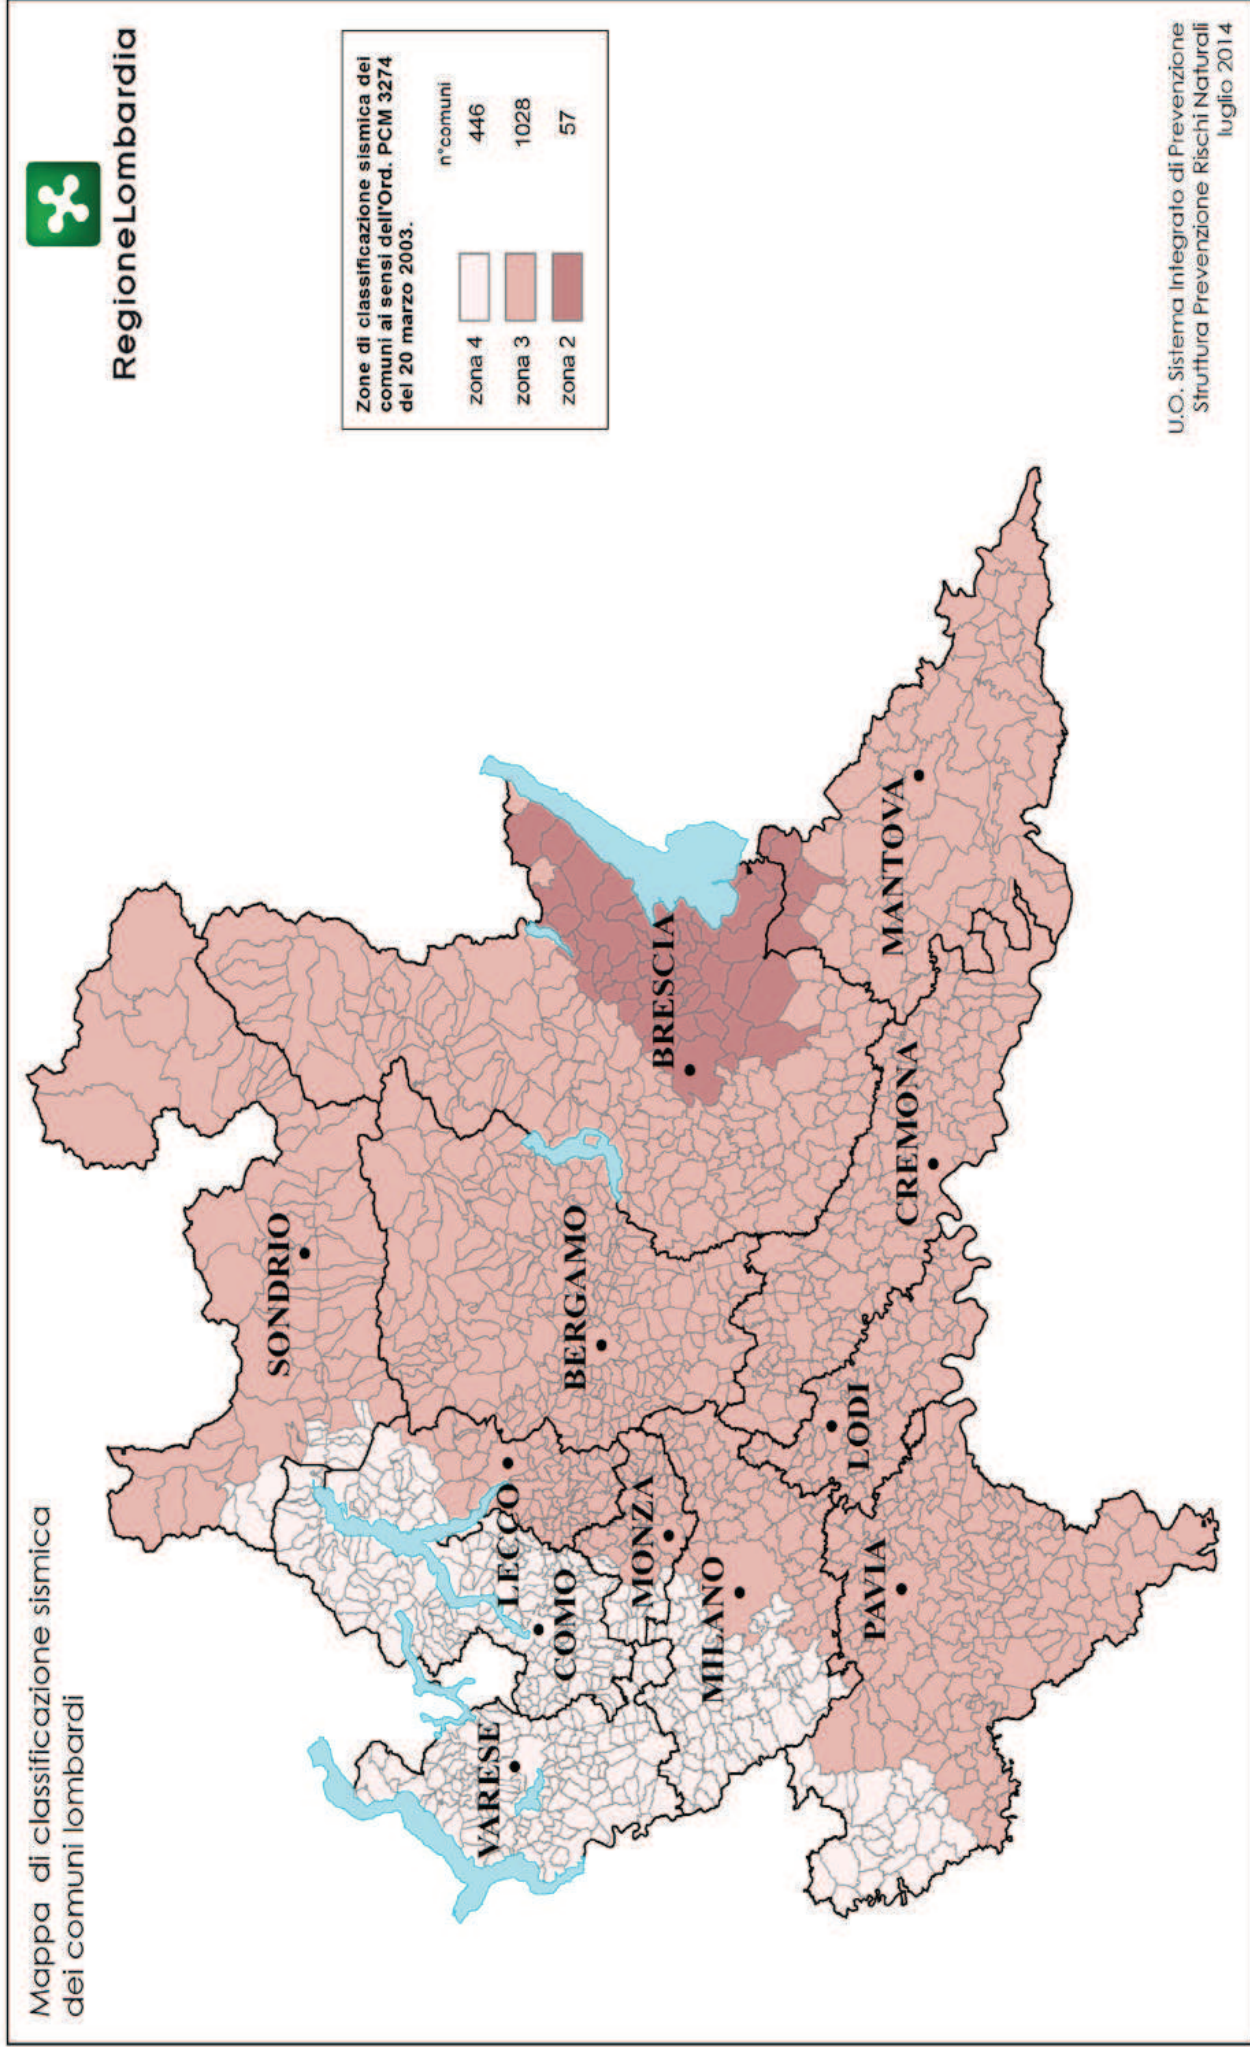 Mappa di classificazione sismica
dei comuni lombardi
RegioneLombardia
Zone di classificazione sismica dei
comuni ai sensi dell'Ord. PCM 3274
del 20 marzo 2003.
n°comuni
zona 4 446
zona 3 1028
zona 2 57
SONDRIO
VARESE
LECCO
COMO
BERGAMO
MONZA
BRESCIA
MILANO
LODI
PAVIA
CREMONA
MANTOVA
U.O. Sistema Integrato di Prevenzione
Struttura Prevenzione Rischi Naturali
luglio 2014